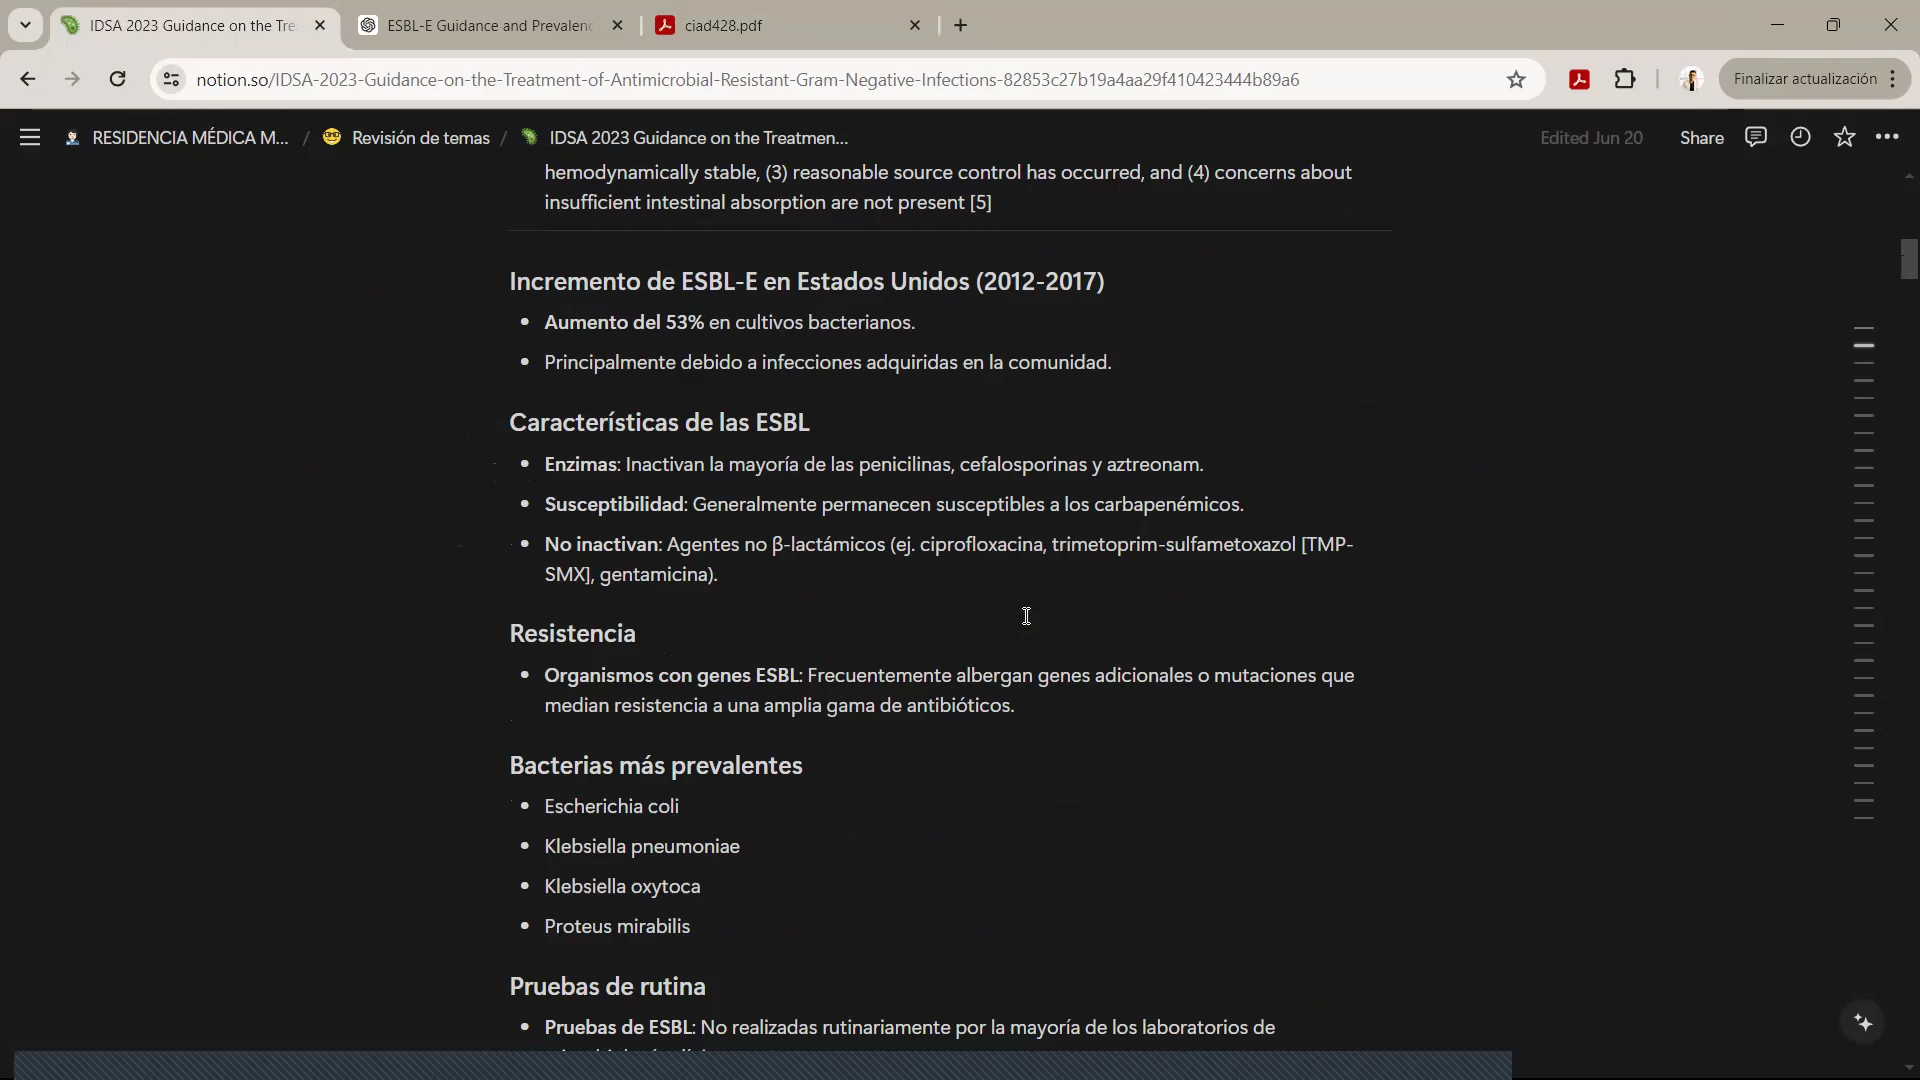 IDSA 2023 Guidance on the Tre
ESBL-E Guidance and Prevalen
ciad428.pdf
notion.so/IDSA-2023-Guidance-on-the-Treatment-of-Antimicrobial-Resistant-Gram-Negative-Infections-82853c27b19a4aa29f410423444b89a6
Finalizar actualización
RESIDENCIA MÉDICA M... / Revisión de temas / IDSA 2023 Guidance on the Treatmen...
Edited Jun 20
Share
hemodynamically stable, (3) reasonable source control has occurred, and (4) concerns about
insufficient intestinal absorption are not present [5]
Incremento de ESBL-E en Estados Unidos (2012-2017)
• Aumento del 53% en cultivos bacterianos.
• Principalmente debido a infecciones adquiridas en la comunidad.
Características de las ESBL
• Enzimas: Inactivan la mayoría de las penicilinas, cefalosporinas y aztreonam.
• Susceptibilidad: Generalmente permanecen susceptibles a los carbapenémicos.
• No inactivan: Agentes no β-lactámicos (ej. ciprofloxacina, trimetoprim-sulfametoxazol [TMP-
SMX], gentamicina).
Resistencia
• Organismos con genes ESBL: Frecuentemente albergan genes adicionales o mutaciones que
median resistencia a una amplia gama de antibióticos.
Bacterias más prevalentes
• Escherichia coli
• Klebsiella pneumoniae
• Klebsiella oxytoca
• Proteus mirabilis
Pruebas de rutina
• Pruebas de ESBL: No realizadas rutinariamente por la mayoría de los laboratorios de